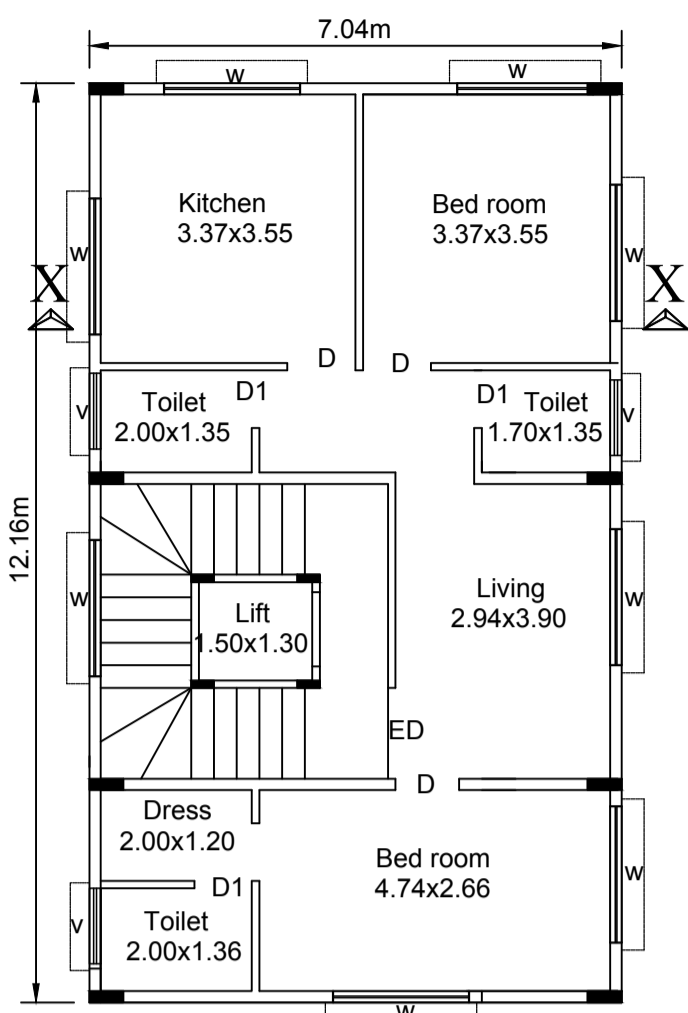 7.04m
w
w
Kitchen
3.37x3.55
Bed room
3.37x3.55
w
w
X
X
D
D
D1
D1
Toilet
2.00x1.35
Toilet
1.70x1.35
v
v
12.16m
Living
2.94x3.90
w
w
Lift
1.50x1.30
ED
D
Dress
2.00x1.20
Bed room
4.74x2.66
w
D1
Toilet
2.00x1.36
v
w